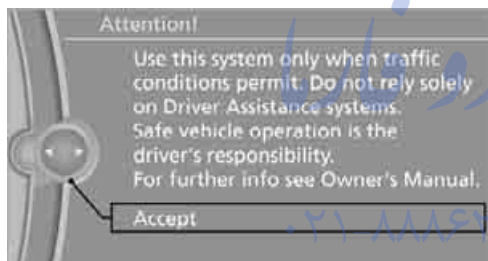 Attention!
Use this system only when traffic
conditions permit. Do not rely solely
on Driver Assistance systems.
Safe vehicle operation is the
driver's responsibility.
For further info see Owner's Manual.
Accept